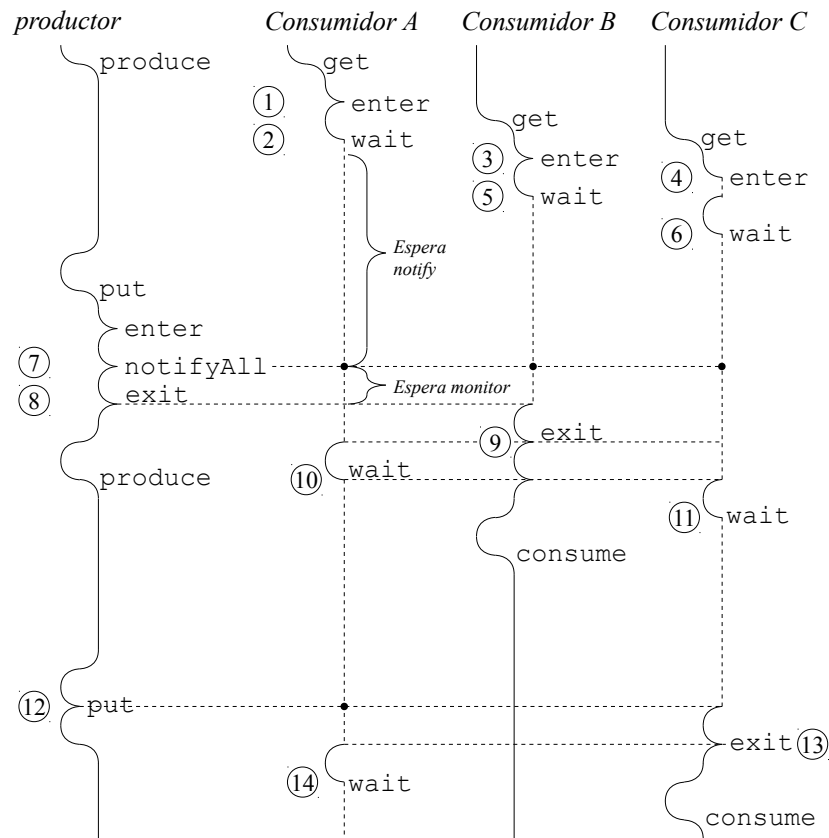 productor Consumidor A Consumidor B Consumidor C
produce get
1 enter
get
2 wait get
3 enter
4 enter
5 wait
6 wait
Espera
notify
put
enter
7 notifyAll
Espera monitor
8 exit
9 exit
wait
produce 10
11 wait
consume
12 put
exit 13
14 wait
consume